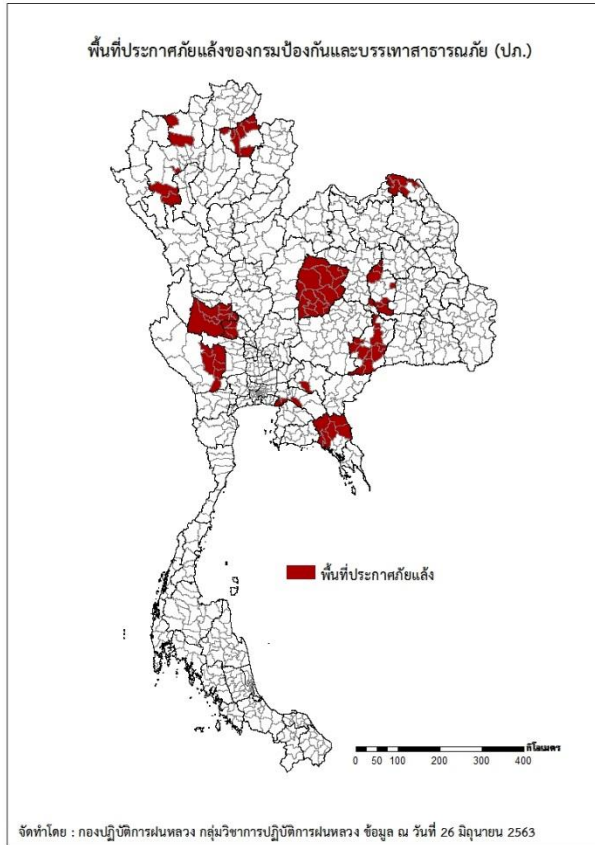 พื้นที่ประกาศภัยแล้งของกรมป้องกันและบรรเทาสาธารณภัย (ปภ.)
พื้นที่ประกาศภัยแล้ง
กิโลเมตร
0 50 100 200 300 400
จัดทำโดย : กองปฏิบัติการฝนหลวง กลุ่มวิชาการปฏิบัติการฝนหลวง ข้อมูล ณ วันที่ 26 มิถุนายน 2563